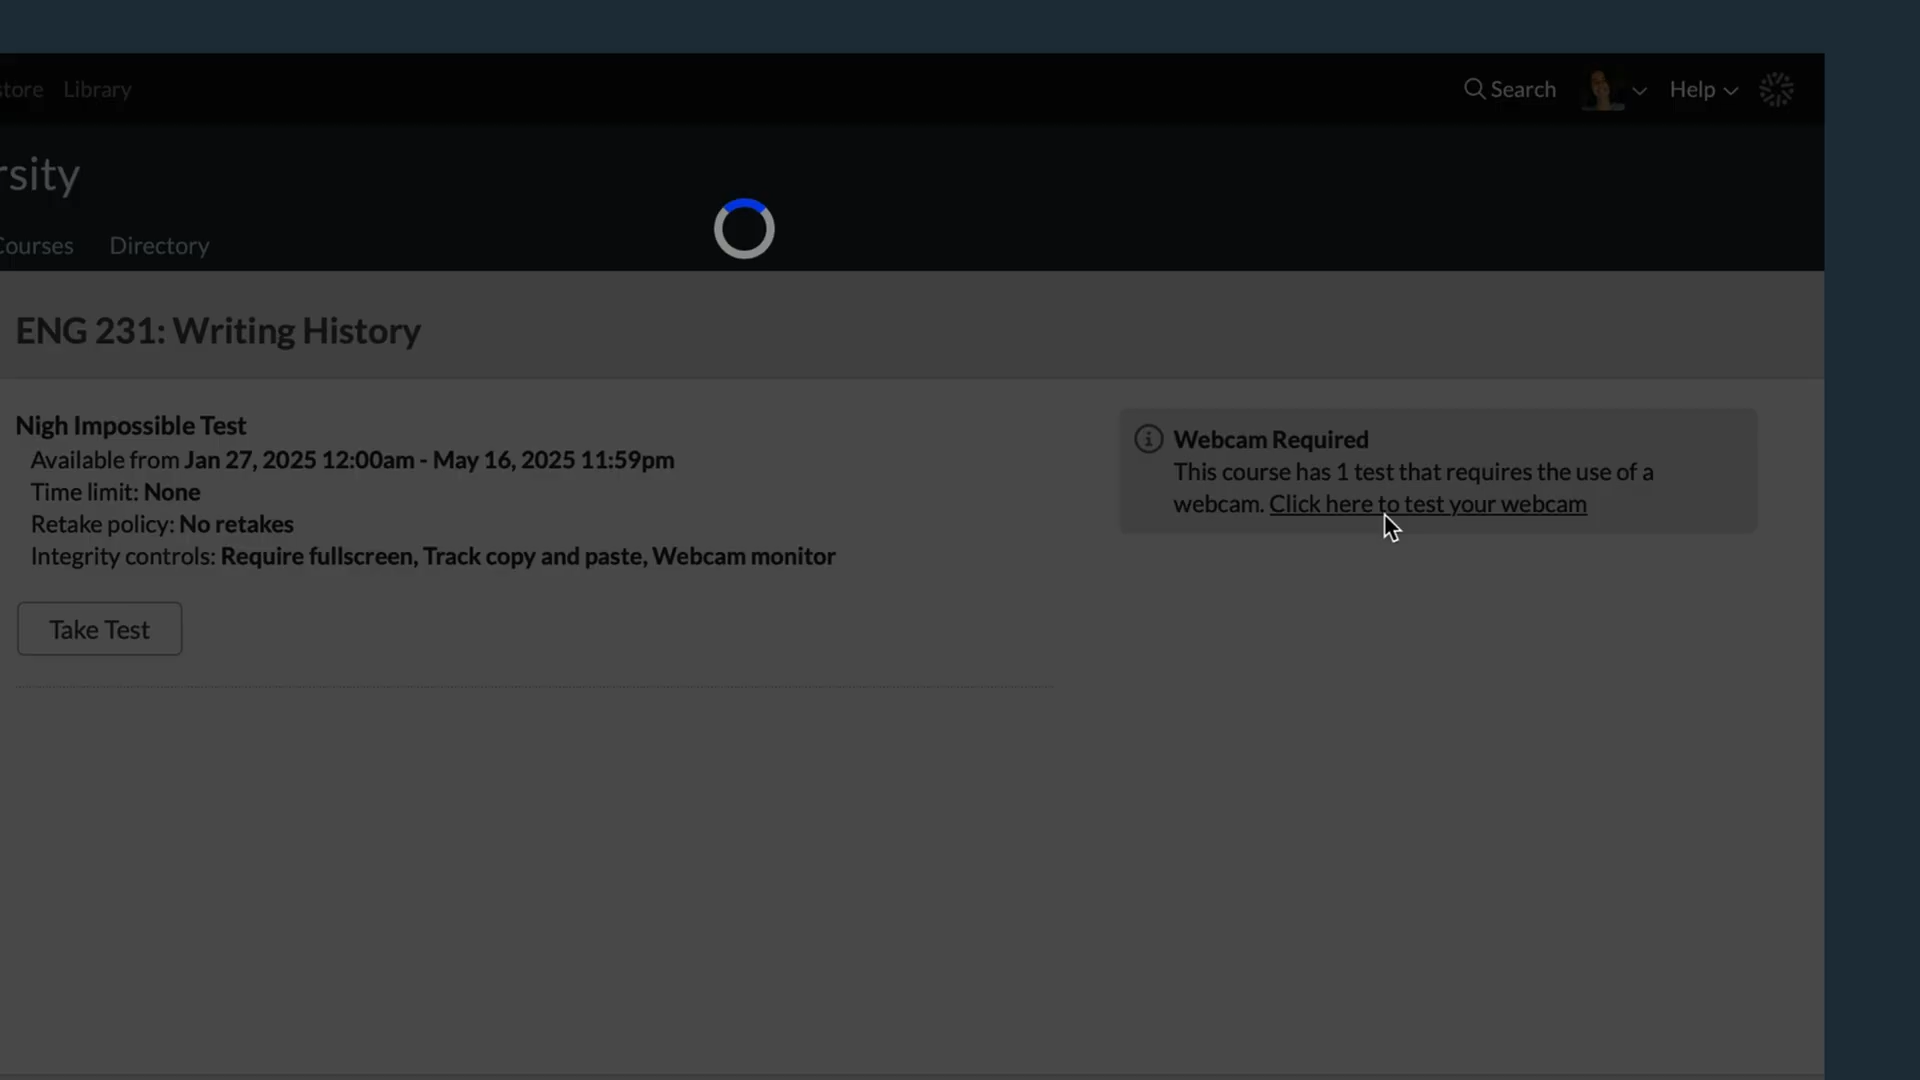 Library
Search
Help
Directory
ENG 231: Writing History
Nigh Impossible Test
Available from Jan 27, 2025 12:00am - May 16, 2025 11:59pm
Time limit: None
Retake policy: No retakes
Integrity controls: Require fullscreen, Track copy and paste, Webcam monitor
Take Test
Webcam Required
This course has 1 test that requires the use of a
webcam. Click here to test your webcam